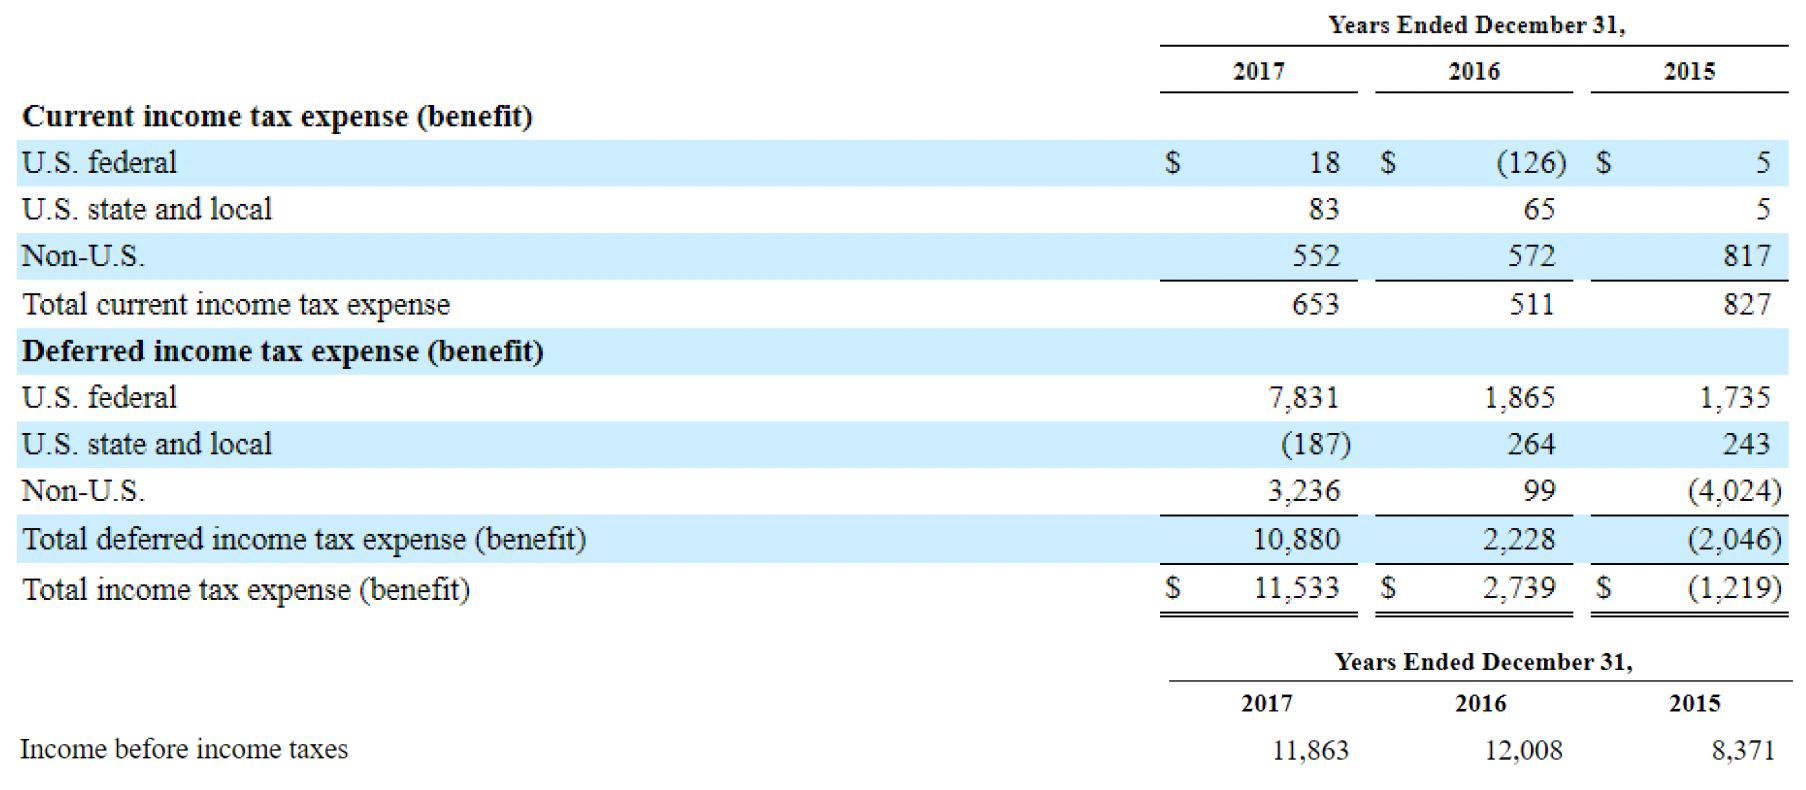 Years Ended December 31,
2017 2016 2015
Current income tax expense (benefit)
U.S. federal $ 18 $ (126) $ 5
U.S. state and local 83 65 5
Non-U.S. 552 572 817
Total current income tax expense 653 511 827
Deferred income tax expense (benefit)
U.S. federal 7,831 1,865 1,735
U.S. state and local (187) 264 243
Non-U.S. 3,236 99 (4,024)
Total deferred income tax expense (benefit) 10,880 2,228 (2,046)
Total income tax expense (benefit) $ 11,533 $ 2,739 $ (1,219)
Years Ended December 31,
2017 2016 2015
Income before income taxes 11,863 12,008 8,371